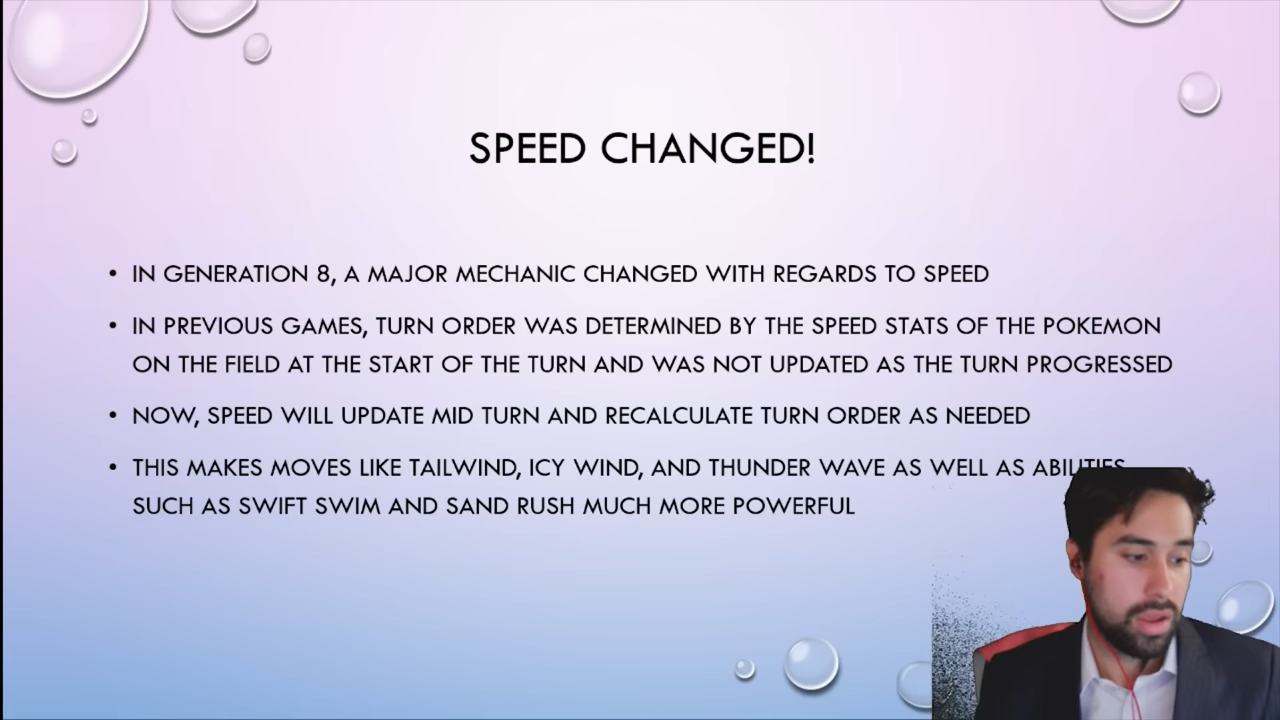 SPEED CHANGED!
• IN GENERATION 8, A MAJOR MECHANIC CHANGED WITH REGARDS TO SPEED
• IN PREVIOUS GAMES, TURN ORDER WAS DETERMINED BY THE SPEED STATS OF THE POKEMON
ON THE FIELD AT THE START OF THE TURN AND WAS NOT UPDATED AS THE TURN PROGRESSED
• NOW, SPEED WILL UPDATE MID TURN AND RECALCULATE TURN ORDER AS NEEDED
• THIS MAKES MOVES LIKE TAILWIND, ICY WIND, AND THUNDER WAVE AS WELL AS ABILITIES
SUCH AS SWIFT SWIM AND SAND RUSH MUCH MORE POWERFUL